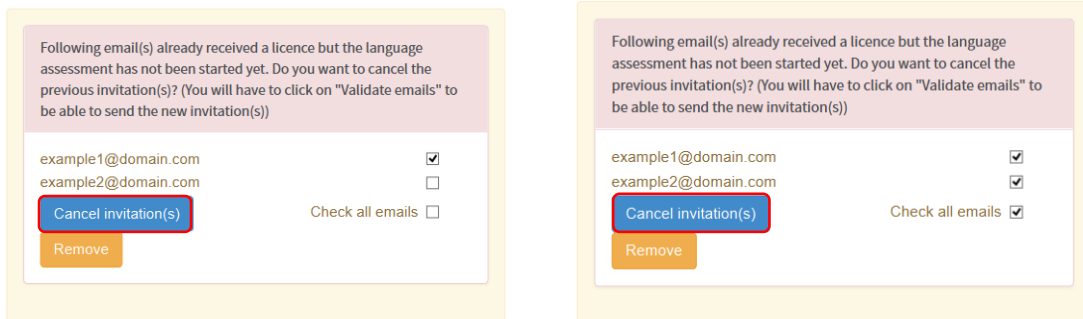 Following email(s) already received a licence but the language
assessment has not been started yet. Do you want to cancel the
previous invitation(s)? (You will have to click on "Validate emails" to
be able to send the new invitation(s))
example1@domain.com
example2@domain.com
Cancel invitation(s)
Check all emails
Remove
Following email(s) already received a licence but the language
assessment has not been started yet. Do you want to cancel the
previous invitation(s)? (You will have to click on "Validate emails" to
be able to send the new invitation(s))
example1@domain.com
example2@domain.com
Cancel invitation(s)
Check all emails
Remove